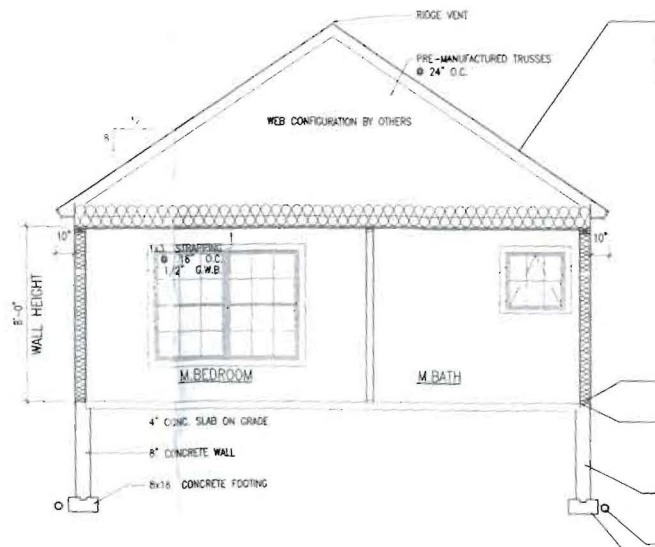 RIDGE VENT
PRE-MANUFACTURED TRUSSES
@ 24" O.C.
WEB CONFIGURATION BY OTHERS
12
8
10"
10"
1x3 STRAPPING
@ 16" O.C.
1/2" G.W.B.
8'-0"
WALL HEIGHT
M.BEDROOM
M.BATH
4" CONC. SLAB ON GRADE
8" CONCRETE WALL
8x16 CONCRETE FOOTING